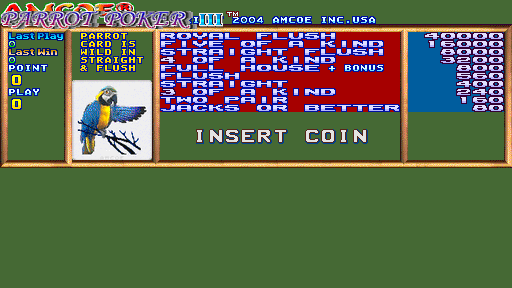 AMCOE®
PARROT POKER III™ 2004 AMCOE INC.USA
Last Play
0
Last Win
0
POINT
0
PLAY
0
PARROT
CARD IS
WILD IN
STRAIGHT
& FLUSH
ROYAL FLUSH 40000
FIVE OF A KIND 16000
STRAIGHT FLUSH 8000
4 OF A KIND 3200
FULL HOUSE + BONUS 800
FLUSH 560
STRAIGHT 400
3 OF A KIND 240
TWO PAIR 160
JACKS OR BETTER 80
INSERT COIN